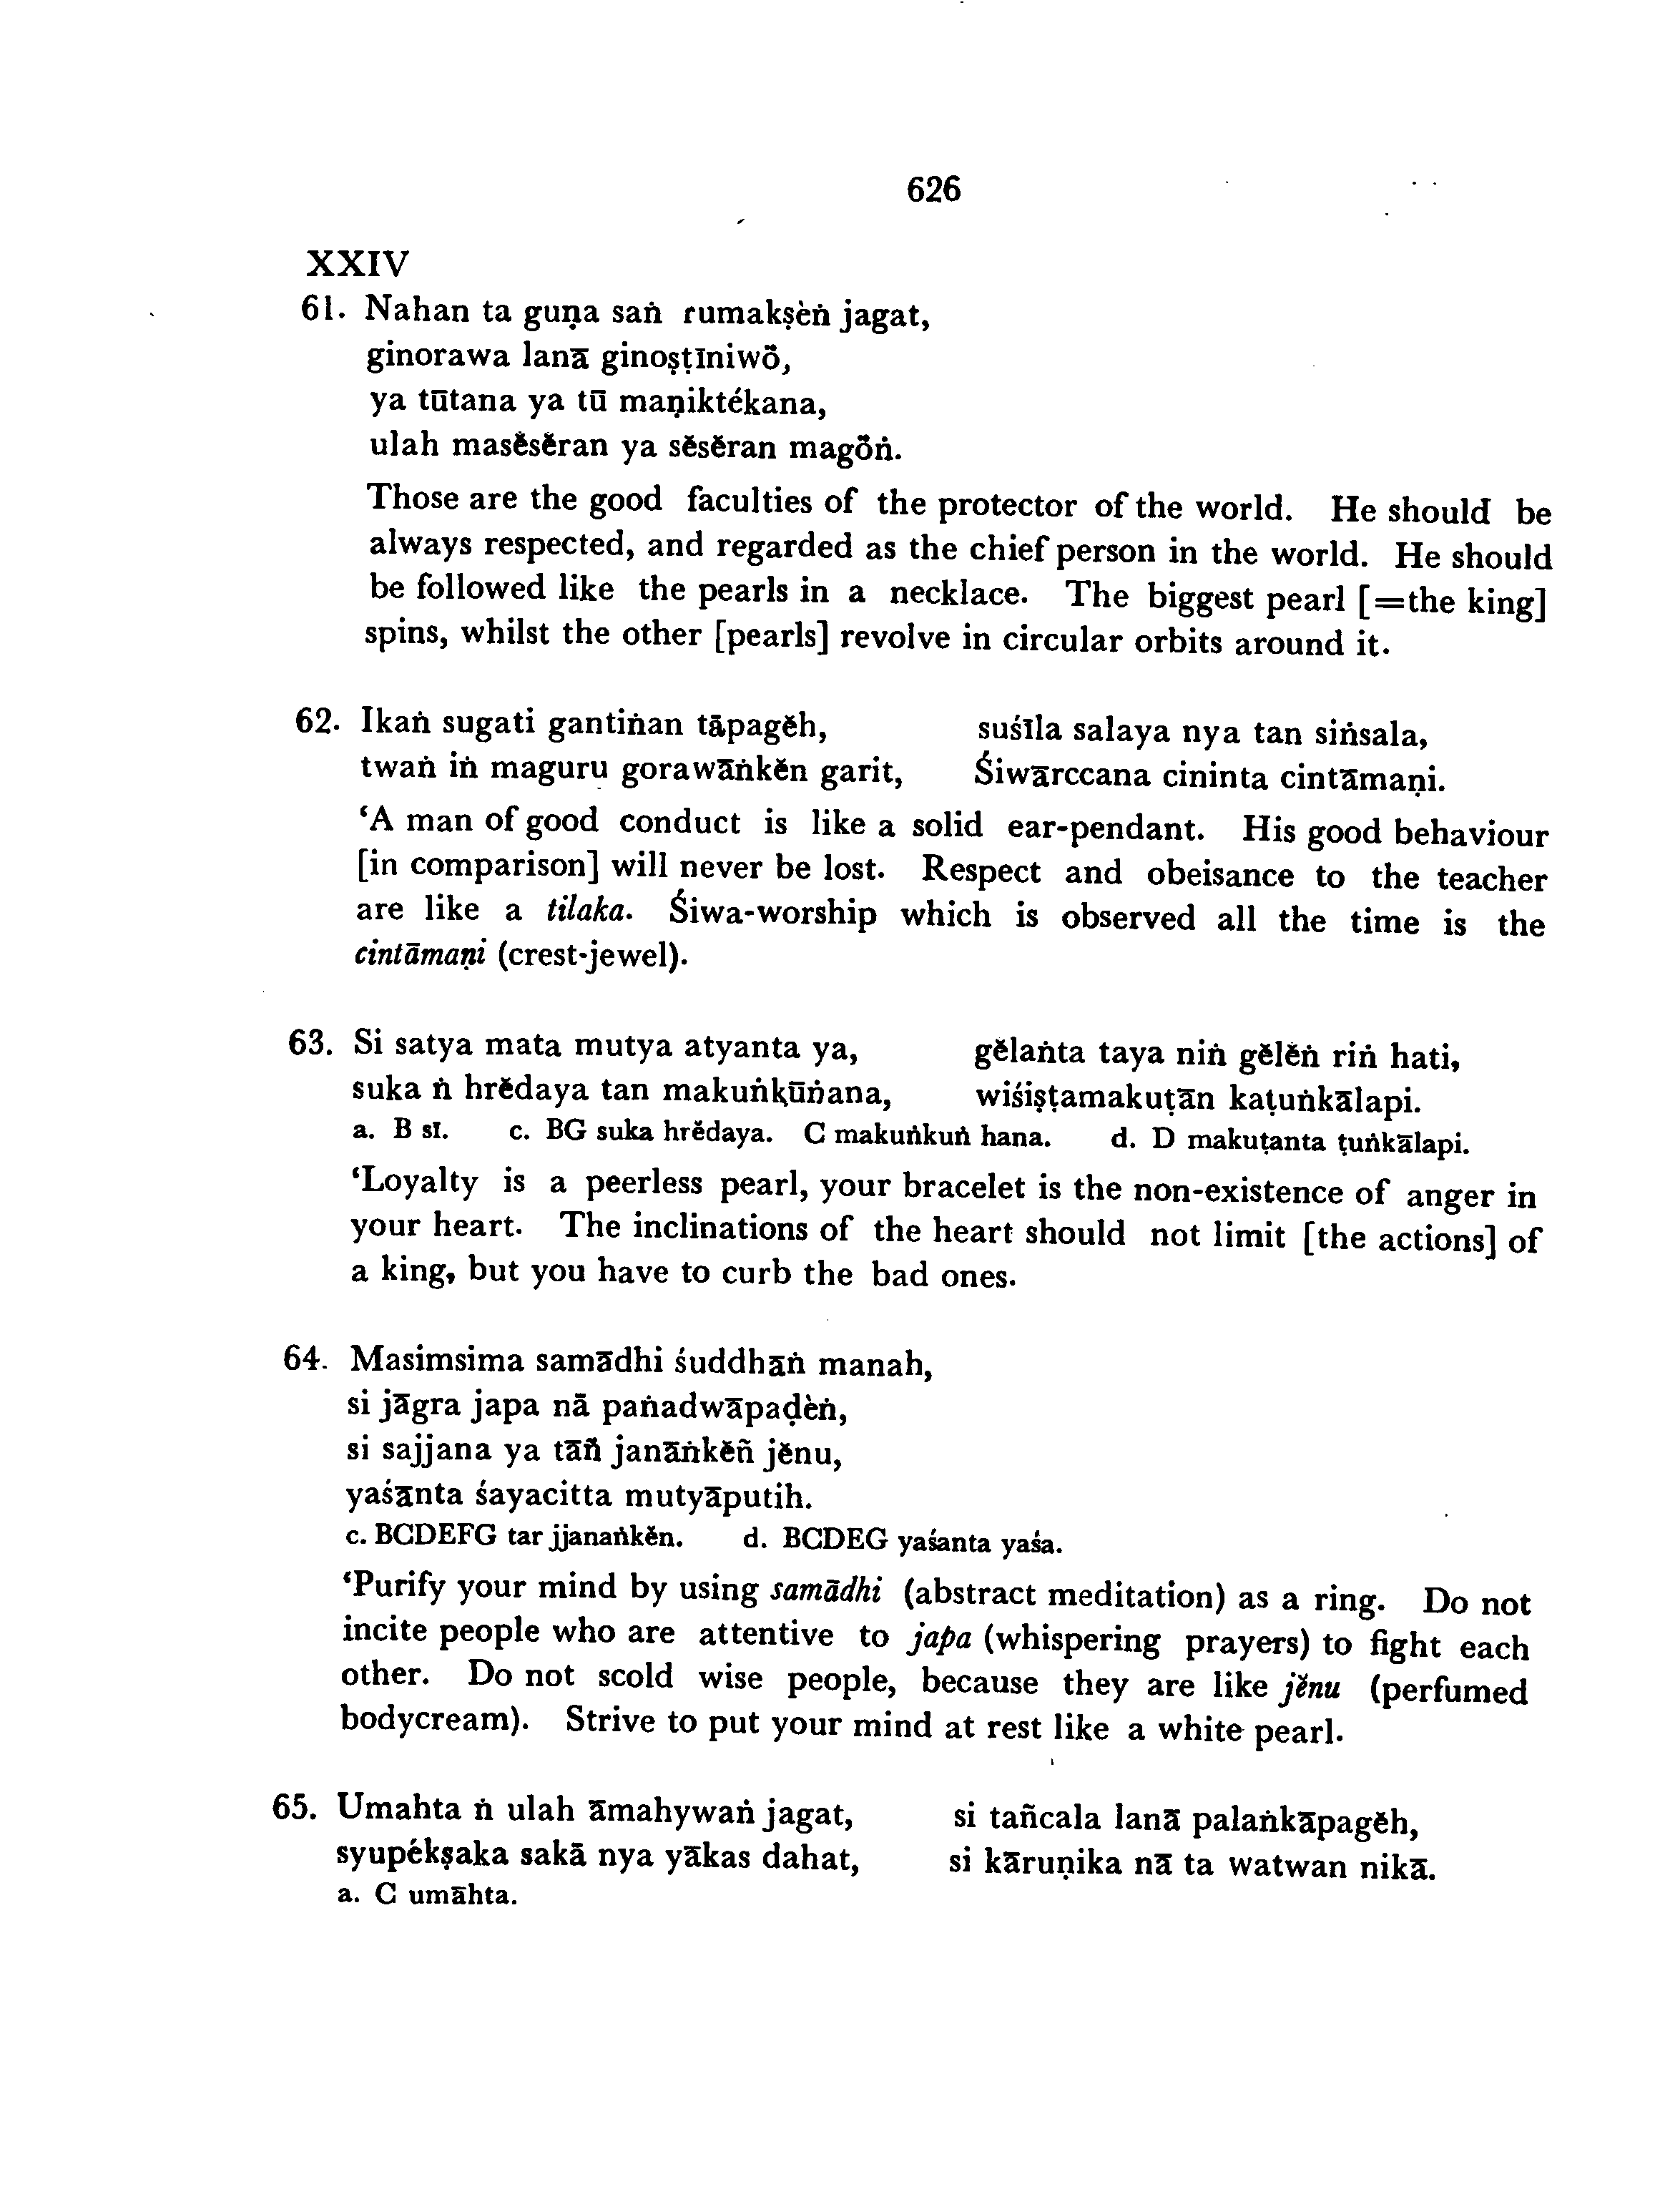 626
XXIV
61. Nahan ta guṇa saṅ rumakṣèṅ jagat,
ginorawa lanā ginoṣṭīniwȫ,
ya tūtana ya tū maṇiktékana,
ulah masĕsĕran ya sĕsĕran magȫṅ.
Those are the good faculties of the protector of the world. He should be
always respected, and regarded as the chief person in the world. He should
be followed like the pearls in a necklace. The biggest pearl [=the king]
spins, whilst the other [pearls] revolve in circular orbits around it.
62. Ikaṅ sugati gantiṅan tāpagĕh, suśīla salaya nya tan siṅsala,
twaṅ iṅ maguru gorawāṅkĕn garit, Śiwārccana cininta cintāmaṇi.
‘A man of good conduct is like a solid ear-pendant. His good behaviour
[in comparison] will never be lost. Respect and obeisance to the teacher
are like a tilaka. Śiwa-worship which is observed all the time is the
cintāmaṇi (crest-jewel).
63. Si satya mata mutya atyanta ya, gĕlaṅta taya niṅ gĕlĕṅ riṅ hati,
suka ṅ hrĕdaya tan makuṅkūṅana, wiśiṣṭamakuṭān kaṭuṅkālapi.
a. B sī. c. BG suka hrĕdaya. C makuṅkuṅ hana. d. D makuṭanta ṭuṅkālapi.
‘Loyalty is a peerless pearl, your bracelet is the non-existence of anger in
your heart. The inclinations of the heart should not limit [the actions] of
a king, but you have to curb the bad ones.
64. Masimsima samādhi śuddhāṅ manah,
si jāgra japa nā paṅadwāpaḍèṅ,
si sajjana ya tāñ janāṅkĕñ jĕnu,
yaśānta śayacitta mutyāputih.
c. BCDEFG tar jjanaṅkĕn. d. BCDEG yaśanta yaśa.
‘Purify your mind by using samādhi (abstract meditation) as a ring. Do not
incite people who are attentive to japa (whispering prayers) to fight each
other. Do not scold wise people, because they are like jĕnu (perfumed
bodycream). Strive to put your mind at rest like a white pearl.
65. Umahta ṅ ulah āmahywaṅ jagat, si tañcala lanā palaṅkāpagĕh,
syupékṣaka sakā nya yākas dahat, si kāruṇika nā ta watwan nikā.
a. C umāhta.